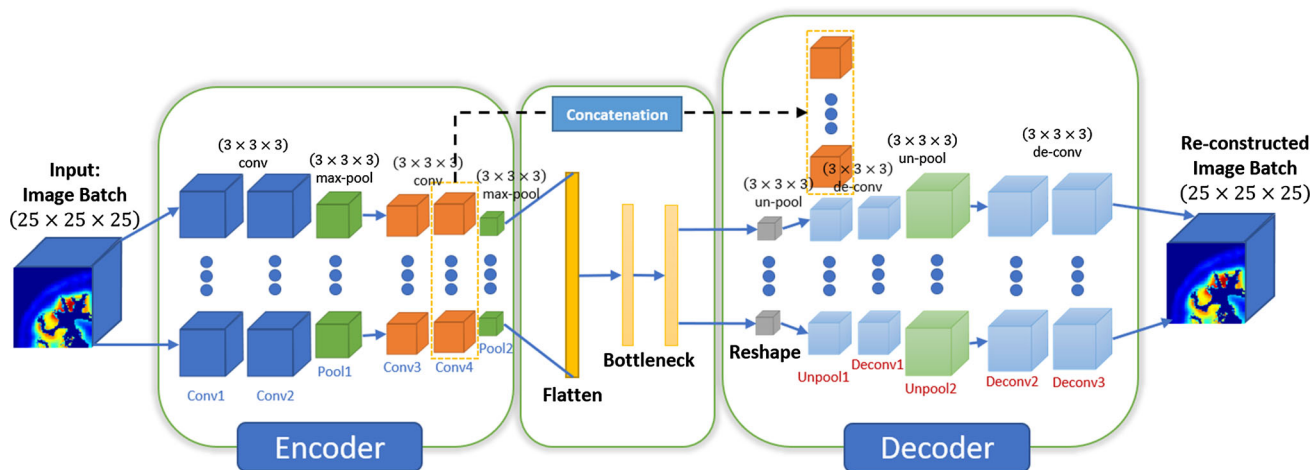 Input:
Image Batch
(25 × 25 × 25)
(3 × 3 × 3)
conv
(3 × 3 × 3)
max-pool
(3 × 3 × 3)
conv
(3 × 3 × 3)
max-pool
Conv1
Conv2
Pool1
Conv3
Conv4
Pool2
Encoder
Concatenation
Flatten
Bottleneck
(3 × 3 × 3)
un-pool
(3 × 3 × 3)
de-conv
(3 × 3 × 3)
un-pool
(3 × 3 × 3)
de-conv
Reshape
Unpool1
Deconv1
Unpool2
Deconv2
Deconv3
Decoder
Re-constructed
Image Batch
(25 × 25 × 25)